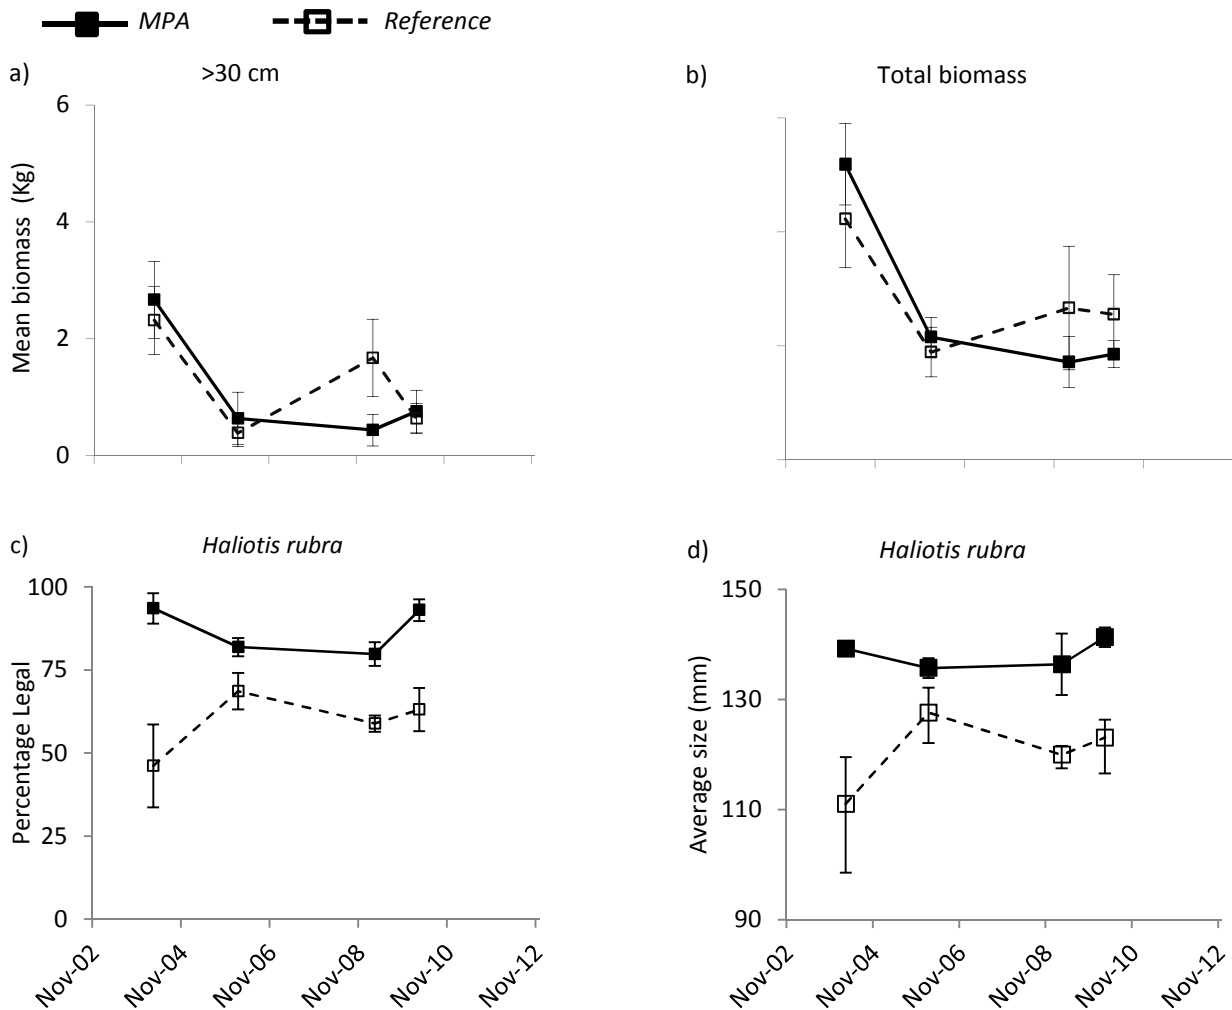 MPA Reference
a) >30 cm
b) Total biomass
Mean biomass (Kg)
6
4
2
0
c) Haliotis rubra
d) Haliotis rubra
Percentage Legal
100
75
50
25
0
Nov-02 Nov-04 Nov-06 Nov-08 Nov-10 Nov-12
Average size (mm)
150
130
110
90
Nov-02 Nov-04 Nov-06 Nov-08 Nov-10 Nov-12